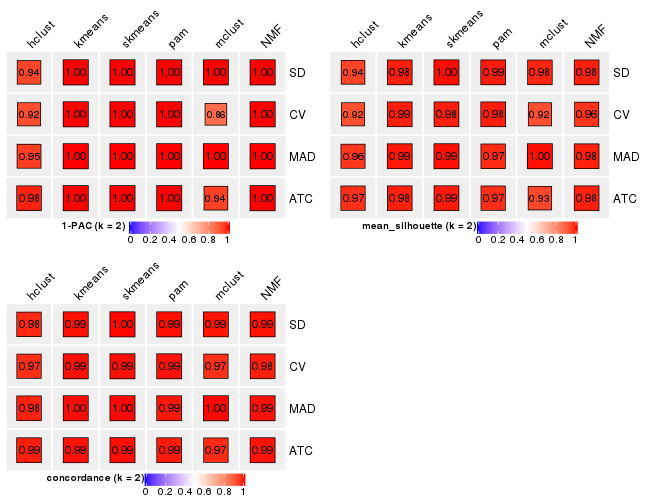 hclust kmeans skmeans pam mclust NMF
0.94 1.00 1.00 1.00 1.00 1.00 SD
0.92 1.00 1.00 1.00 0.86 1.00 CV
0.95 1.00 1.00 1.00 1.00 1.00 MAD
0.98 1.00 1.00 1.00 0.94 1.00 ATC
1-PAC (k = 2)
0 0.2 0.4 0.6 0.8 1
hclust kmeans skmeans pam mclust NMF
0.94 0.98 1.00 0.99 0.98 0.98 SD
0.92 0.99 0.98 0.98 0.92 0.96 CV
0.96 0.99 0.99 0.97 1.00 0.98 MAD
0.97 0.98 0.99 0.97 0.93 0.98 ATC
mean_silhouette (k = 2)
0 0.2 0.4 0.6 0.8 1
hclust kmeans skmeans pam mclust NMF
0.98 0.99 1.00 0.99 0.99 0.99 SD
0.97 0.99 0.99 0.99 0.97 0.98 CV
0.98 1.00 1.00 0.99 1.00 0.99 MAD
0.99 0.99 0.99 0.99 0.97 0.99 ATC
concordance (k = 2)
0 0.2 0.4 0.6 0.8 1